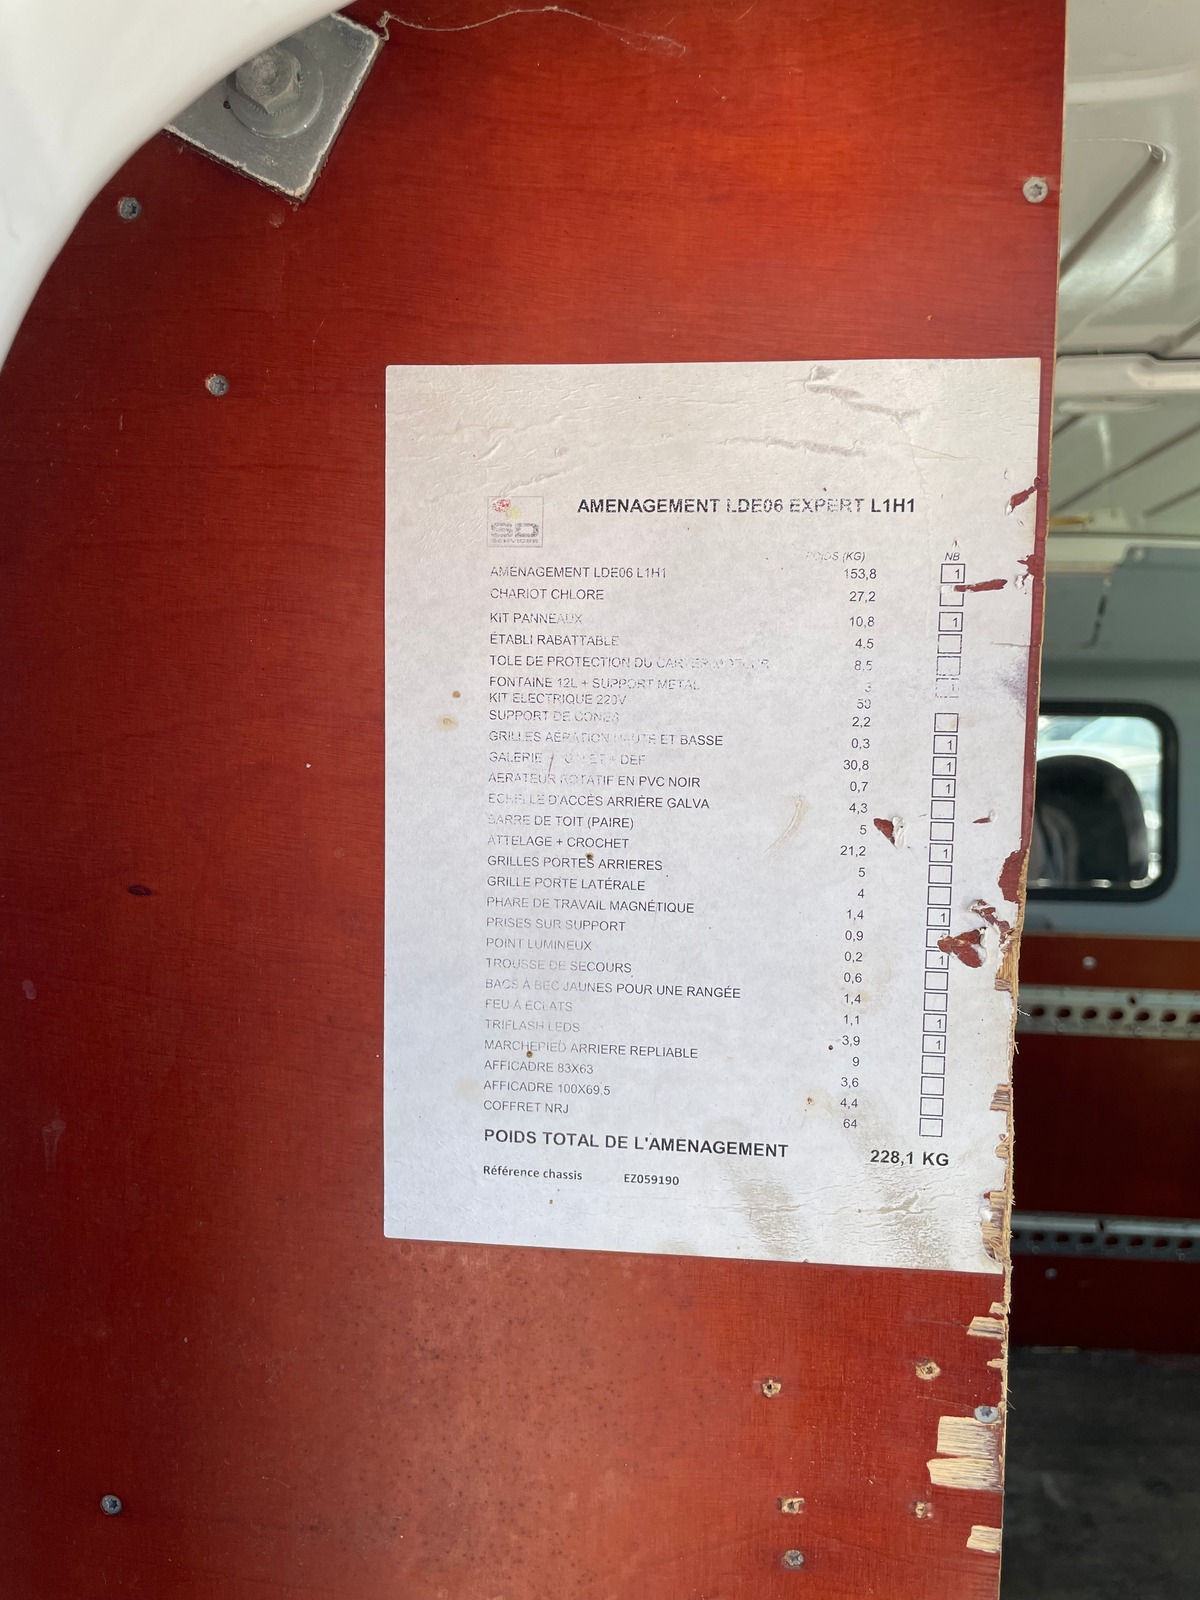 SD
SERVICES
AMENAGEMENT LDE06 EXPERT L1H1
POIDS (KG) NB
AMENAGEMENT LDE06 L1H1 153,8 1
CHARIOT CHLORE 27,2
KIT PANNEAUX 10,8 1
ÉTABLI RABATTABLE 4,5
TOLE DE PROTECTION DU 8,5
FONTAINE 12L + SUPPORT METAL 3
KIT ELECTRIQUE 220V 50
SUPPORT DE CONES 2,2
GRILLES AERATION HAUTE ET BASSE 0,3 1
GALERIE + DEF 30,8 1
AERATEUR ROTATIF EN PVC NOIR 0,7 1
ECHELLE D'ACCÈS ARRIÈRE GALVA 4,3
BARRE DE TOIT (PAIRE) 5
ATTELAGE + CROCHET 21,2 1
GRILLES PORTES ARRIERES 5
GRILLE PORTE LATÉRALE 4
PHARE DE TRAVAIL MAGNÉTIQUE 1,4 1
PRISES SUR SUPPORT 0,9
POINT LUMINEUX 0,2 1
TROUSSE DE SECOURS 0,6
BACS À BEC JAUNES POUR UNE RANGÉE 1,4
FEU A ECLATS 1,1 1
TRIFLASH LEDS 3,9 1
MARCHEPIED ARRIERE REPLIABLE 9
AFFICADRE 83X63 3,6
AFFICADRE 100X69,5 4,4
COFFRET NRJ 64
POIDS TOTAL DE L'AMENAGEMENT 228,1 KG
Référence chassis EZ059190